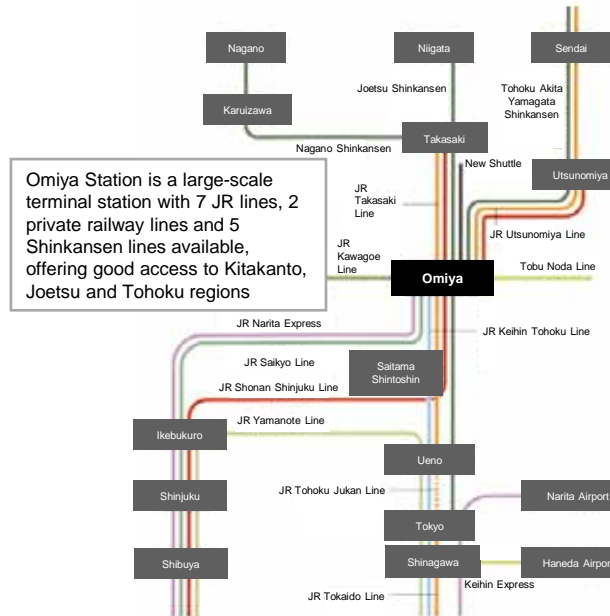 Nagano
Niigata
Sendai
Joetsu Shinkansen
Tohoku Akita
Yamagata
Shinkansen
Karuizawa
Takasaki
Nagano Shinkansen
New Shuttle
Utsunomiya
Omiya Station is a large-scale
terminal station with 7 JR lines, 2
private railway lines and 5
Shinkansen lines available,
offering good access to Kitakanto,
Joetsu and Tohoku regions
JR
Takasaki
Line
JR Utsunomiya Line
JR
Kawagoe
Line
Omiya
Tobu Noda Line
JR Narita Express
JR Keihin Tohoku Line
JR Saikyo Line
Saitama
Shintoshin
JR Shonan Shinjuku Line
JR Yamanote Line
Ikebukuro
Ueno
JR Tohoku Jukan Line
Shinjuku
Narita Airport
Tokyo
Shibuya
Shinagawa
Haneda Airport
Keihin Express
JR Tokaido Line